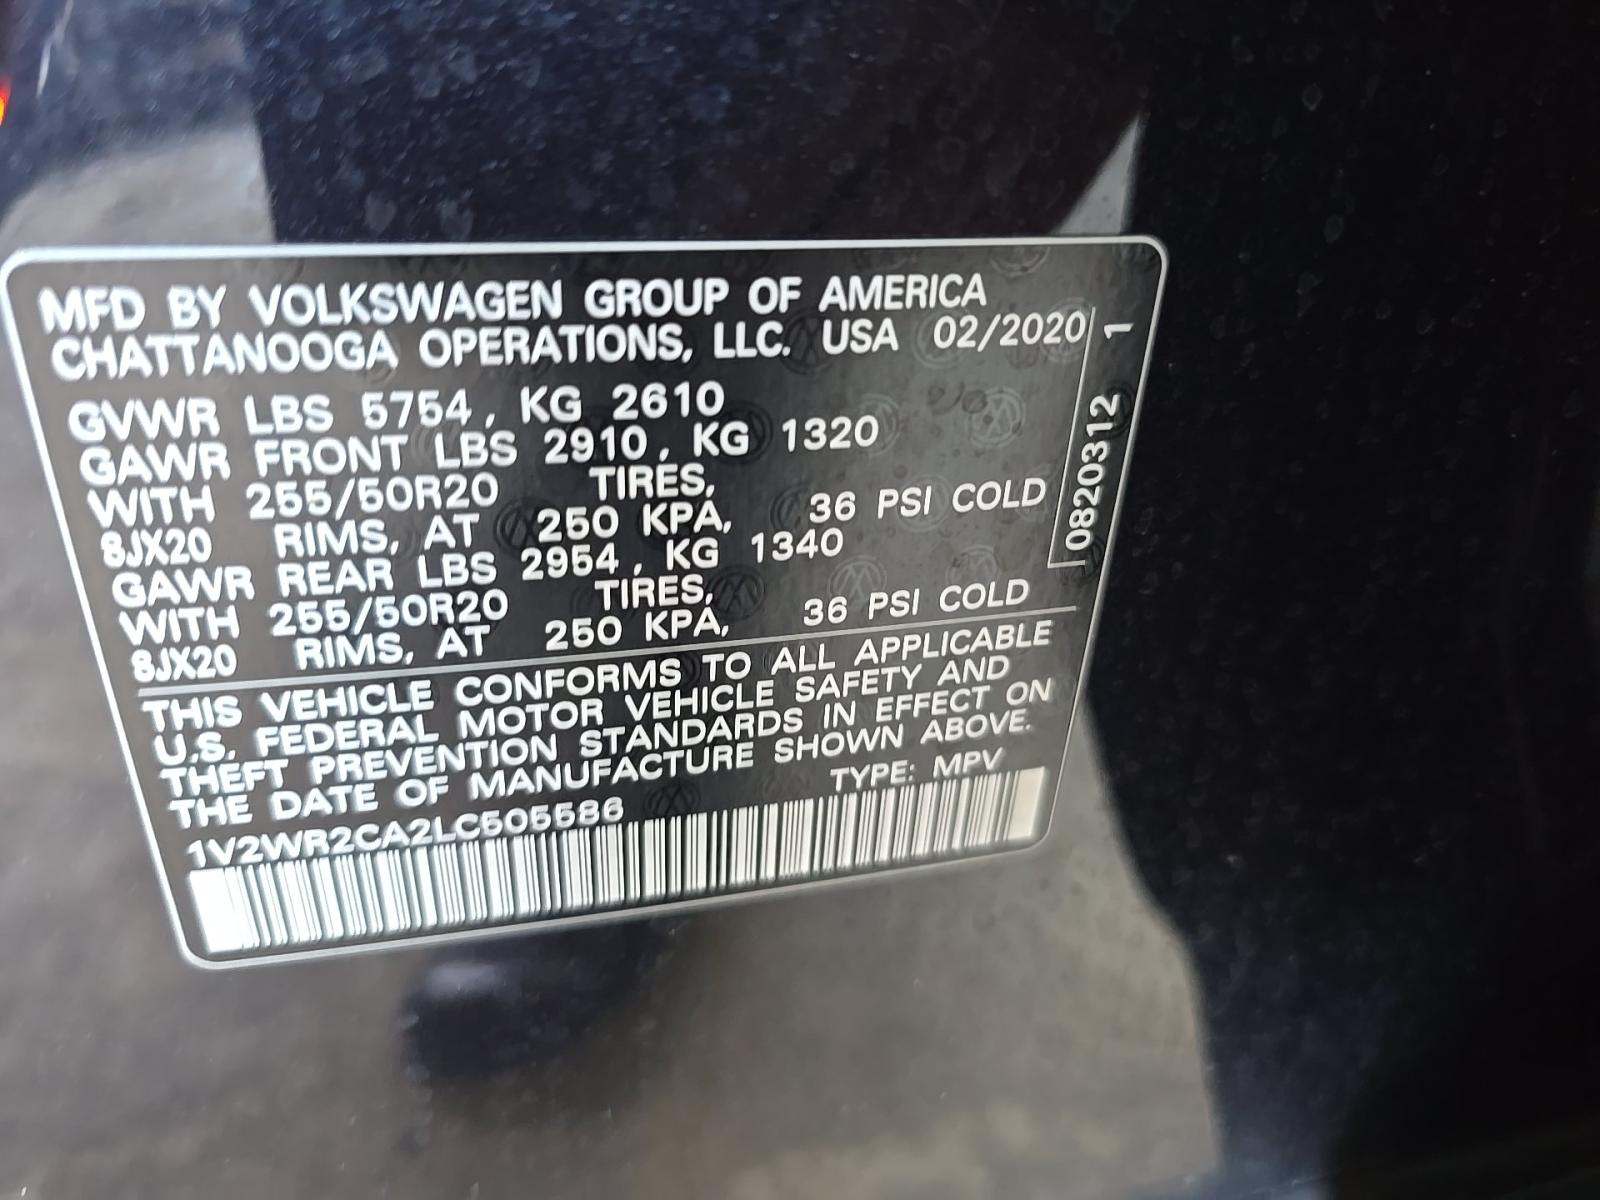 MFD BY VOLKSWAGEN GROUP OF AMERICA
CHATTANOOGA OPERATIONS, LLC. USA 02/2020
GVWR LBS 5754, KG 2610
GAWR FRONT LBS 2910, KG 1320
WITH 255/50R20 TIRES,
8JX20 RIMS, AT 250 KPA, 36 PSI COLD
GAWR REAR LBS 2954, KG 1340
WITH 255/50R20 TIRES,
8JX20 RIMS, AT 250 KPA, 36 PSI COLD
THIS VEHICLE CONFORMS TO ALL APPLICABLE
U.S. FEDERAL MOTOR VEHICLE SAFETY AND
THEFT PREVENTION STANDARDS IN EFFECT ON
THE DATE OF MANUFACTURE SHOWN ABOVE.
1V2WR2CA2LC505586 TYPE: MPV
0820312 1